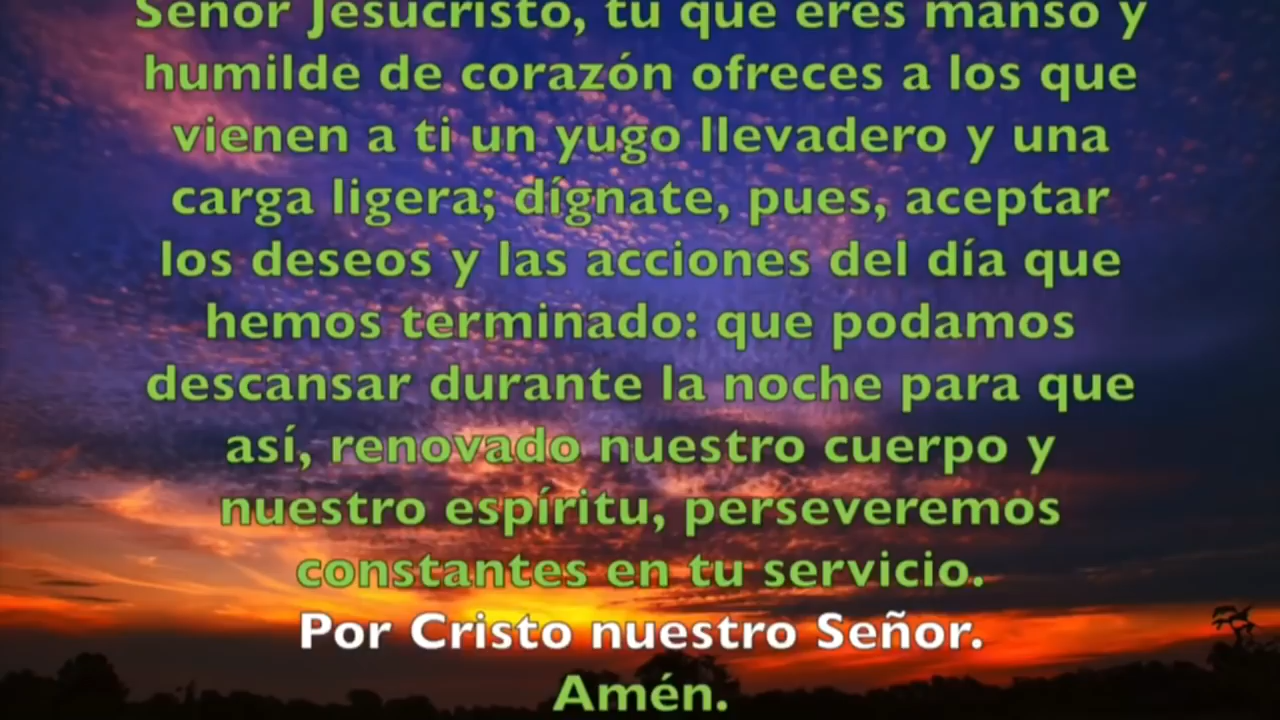 Señor Jesucristo, tú que eres manso y
humilde de corazón ofreces a los que
vienen a ti un yugo llevadero y una
carga ligera; dígnate, pues, aceptar
los deseos y las acciones del día que
hemos terminado: que podamos
descansar durante la noche para que
así, renovado nuestro cuerpo y
nuestro espíritu, perseveremos
constantes en tu servicio.
Por Cristo nuestro Señor.
Amén.